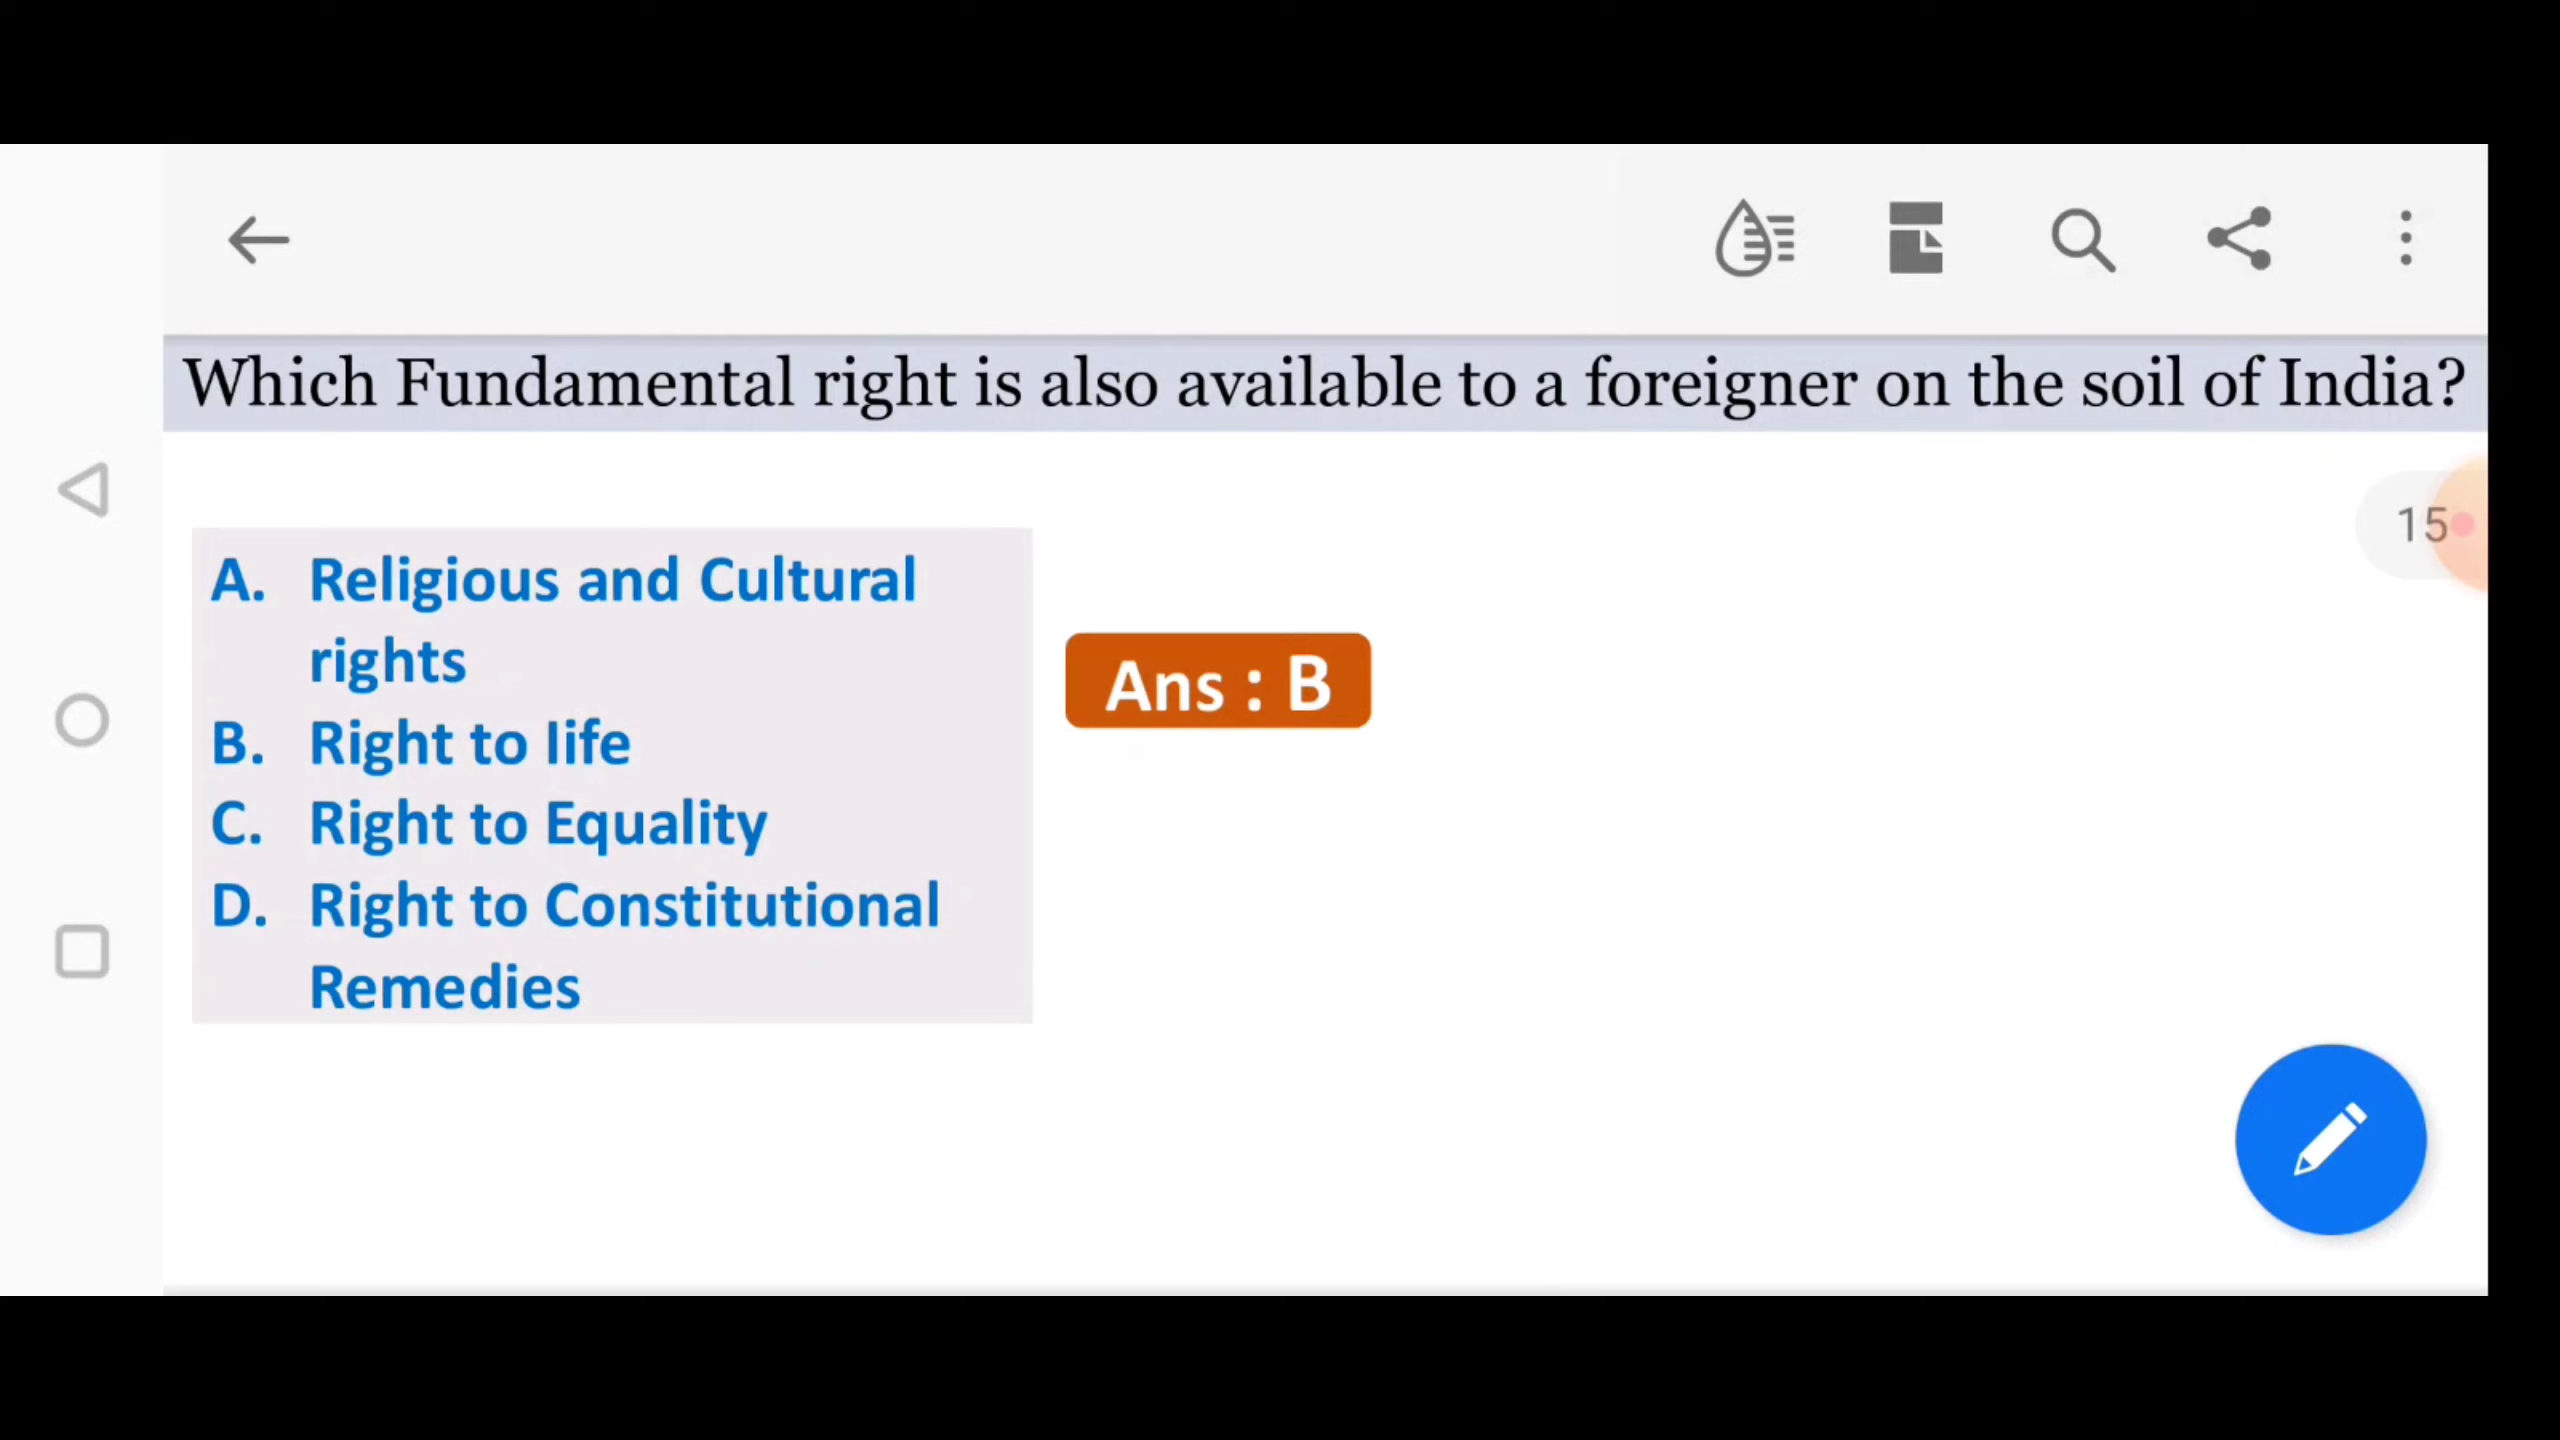 Which Fundamental right is also available to a foreigner on the soil of India?
15
A. Religious and Cultural
rights
B. Right to life
C. Right to Equality
D. Right to Constitutional
Remedies
Ans : B